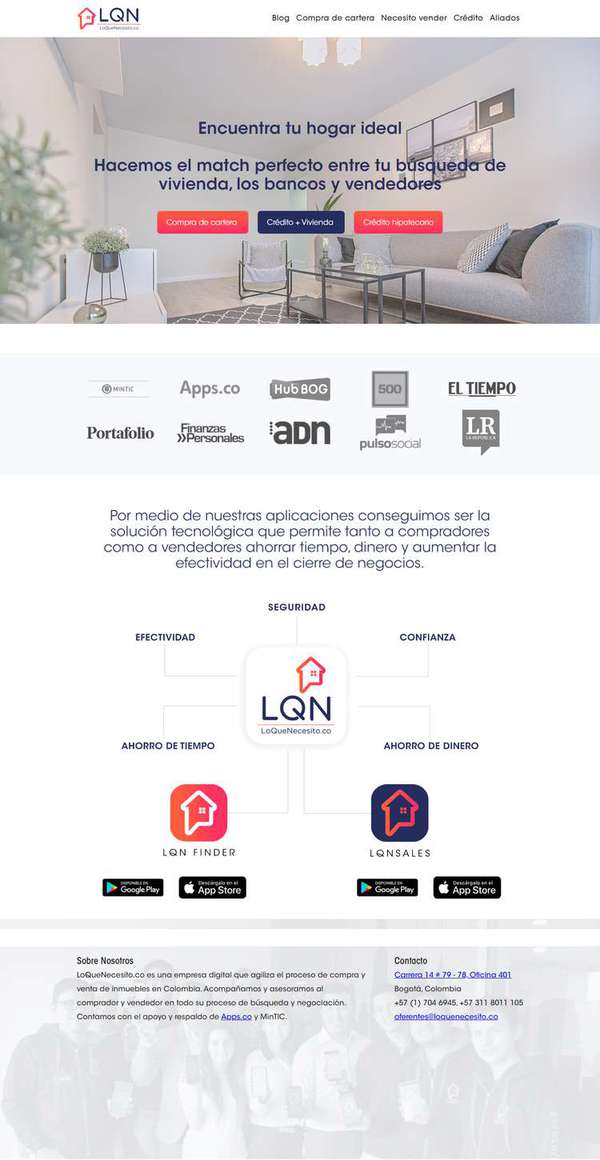 LQN
LoQueNecesito.co
Blog Compra de cartera Necesito vender Crédito Aliados
Encuentra tu hogar ideal
Hacemos el match perfecto entre tu búsqueda de
vivienda, los bancos y vendedores
Compra de cartera Crédito + Vivienda Crédito hipotecario
MINTIC Apps.co Hub BOG 500 EL TIEMPO
Portafolio Finanzas Personales ADN pulsosocial LR LA REPÚBLICA
Por medio de nuestras aplicaciones conseguimos ser la
solución tecnológica que permite tanto a compradores
como a vendedores ahorrar tiempo, dinero y aumentar la
efectividad en el cierre de negocios.
SEGURIDAD
EFECTIVIDAD CONFIANZA
LQN
LoQueNecesito.co
AHORRO DE TIEMPO AHORRO DE DINERO
LQN FINDER LQNSALES
DISPONIBLE EN Google Play Descárgalo en el App Store DISPONIBLE EN Google Play Descárgalo en el App Store
Sobre Nosotros
LoQueNecesito.co es una empresa digital que agiliza el proceso de compra y
venta de inmuebles en Colombia. Acompañamos y asesoramos al
comprador y vendedor en todo su proceso de búsqueda y negociación.
Contamos con el apoyo y respaldo de Apps.co y MinTIC.
Contacto
Carrera 14 # 79 - 78, Oficina 401
Bogotá, Colombia
+57 (1) 704 6945. +57 311 8011 105
oferentes@loquenecesito.co